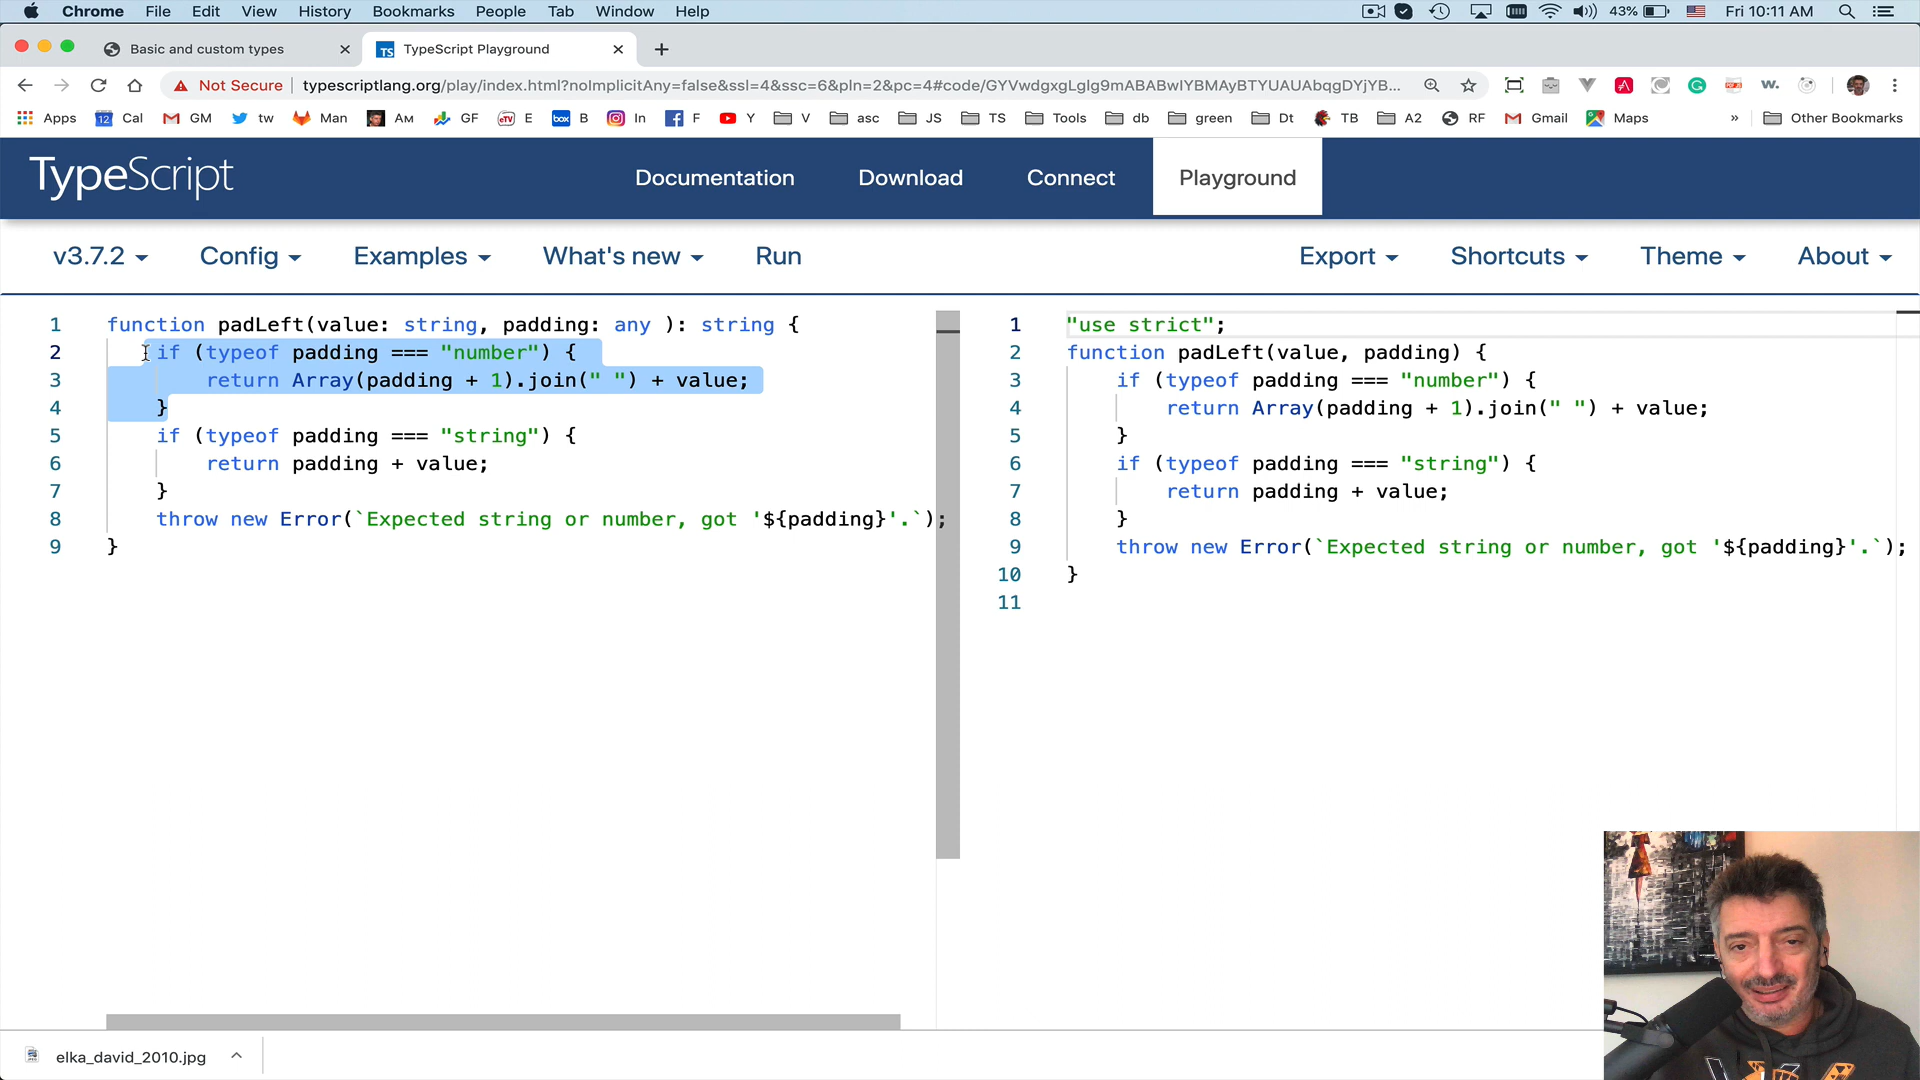 Chrome File Edit View History Bookmarks People Tab Window Help 43% Fri 10:11 AM
Basic and custom types TS TypeScript Playground
Not Secure typescriptlang.org/play/index.html?noImplicitAny=false&ssl=4&ssc=6&pln=2&pc=4#code/GYVwdgxgLglg9mABABwIYBMAyBTYUAUAbqgDYjYB...
Apps 12 Cal GM tw Man Ам GF eTV E box B In F Y V asc JS TS Tools db green Dt TB A2 RF Gmail Maps » Other Bookmarks
TypeScript Documentation Download Connect Playground
v3.7.2 Config Examples What's new Run Export Shortcuts Theme About
1 function padLeft(value: string, padding: any ): string {
2 if (typeof padding === "number") {
3 return Array(padding + 1).join(" ") + value;
4 }
5 if (typeof padding === "string") {
6 return padding + value;
7 }
8 throw new Error(`Expected string or number, got '${padding}'.`);
9 }
1 "use strict";
2 function padLeft(value, padding) {
3 if (typeof padding === "number") {
4 return Array(padding + 1).join(" ") + value;
5 }
6 if (typeof padding === "string") {
7 return padding + value;
8 }
9 throw new Error(`Expected string or number, got '${padding}'.`);
10 }
11
elka_david_2010.jpg